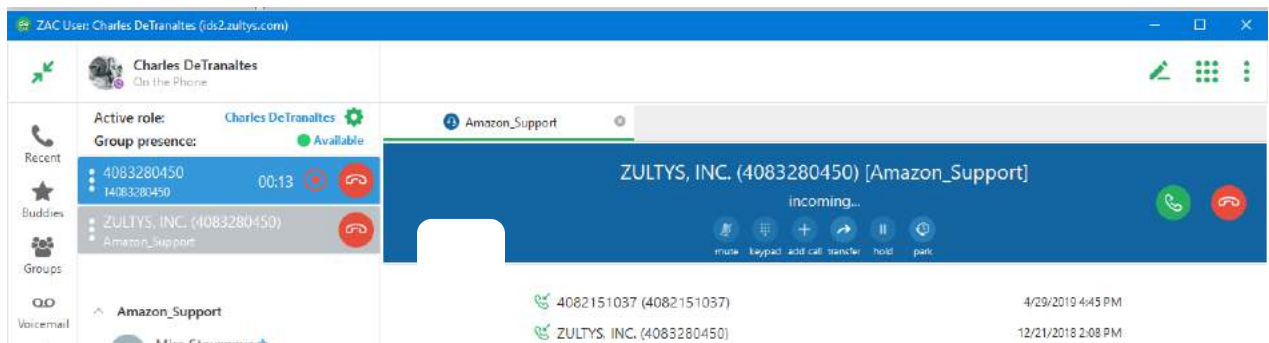 ZAC User: Charles DeTranaltes (ids2.zultys.com)
Charles DeTranaltes
On the Phone
Active role: Charles DeTranaltes
Group presence: Available
Recent
Buddies
Groups
Voicemail
4083280450
14083280450
00:13
ZULTYS, INC. (4083280450)
Amazon_Support
Amazon_Support
Amazon_Support
ZULTYS, INC. (4083280450) [Amazon_Support]
incoming...
mute keypad add call transfer hold park
4082151037 (4082151037) 4/29/2019 4:45 PM
ZULTYS, INC. (4083280450) 12/21/2018 2:08 PM